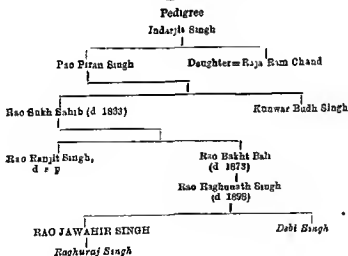 Pedigree
Indarjit Singh
Rao Piran Singh Daughter=Raja Ram Chand
Rao Sukh Sahib (d 1833) Kunwar Budh Singh
Rao Ranjit Singh, Rao Bakht Bali
d s p (d 1873)
Rao Raghunath Singh
(d 1898)
RAO JAWAHIR SINGH Debi Singh
Raghuraj Singh